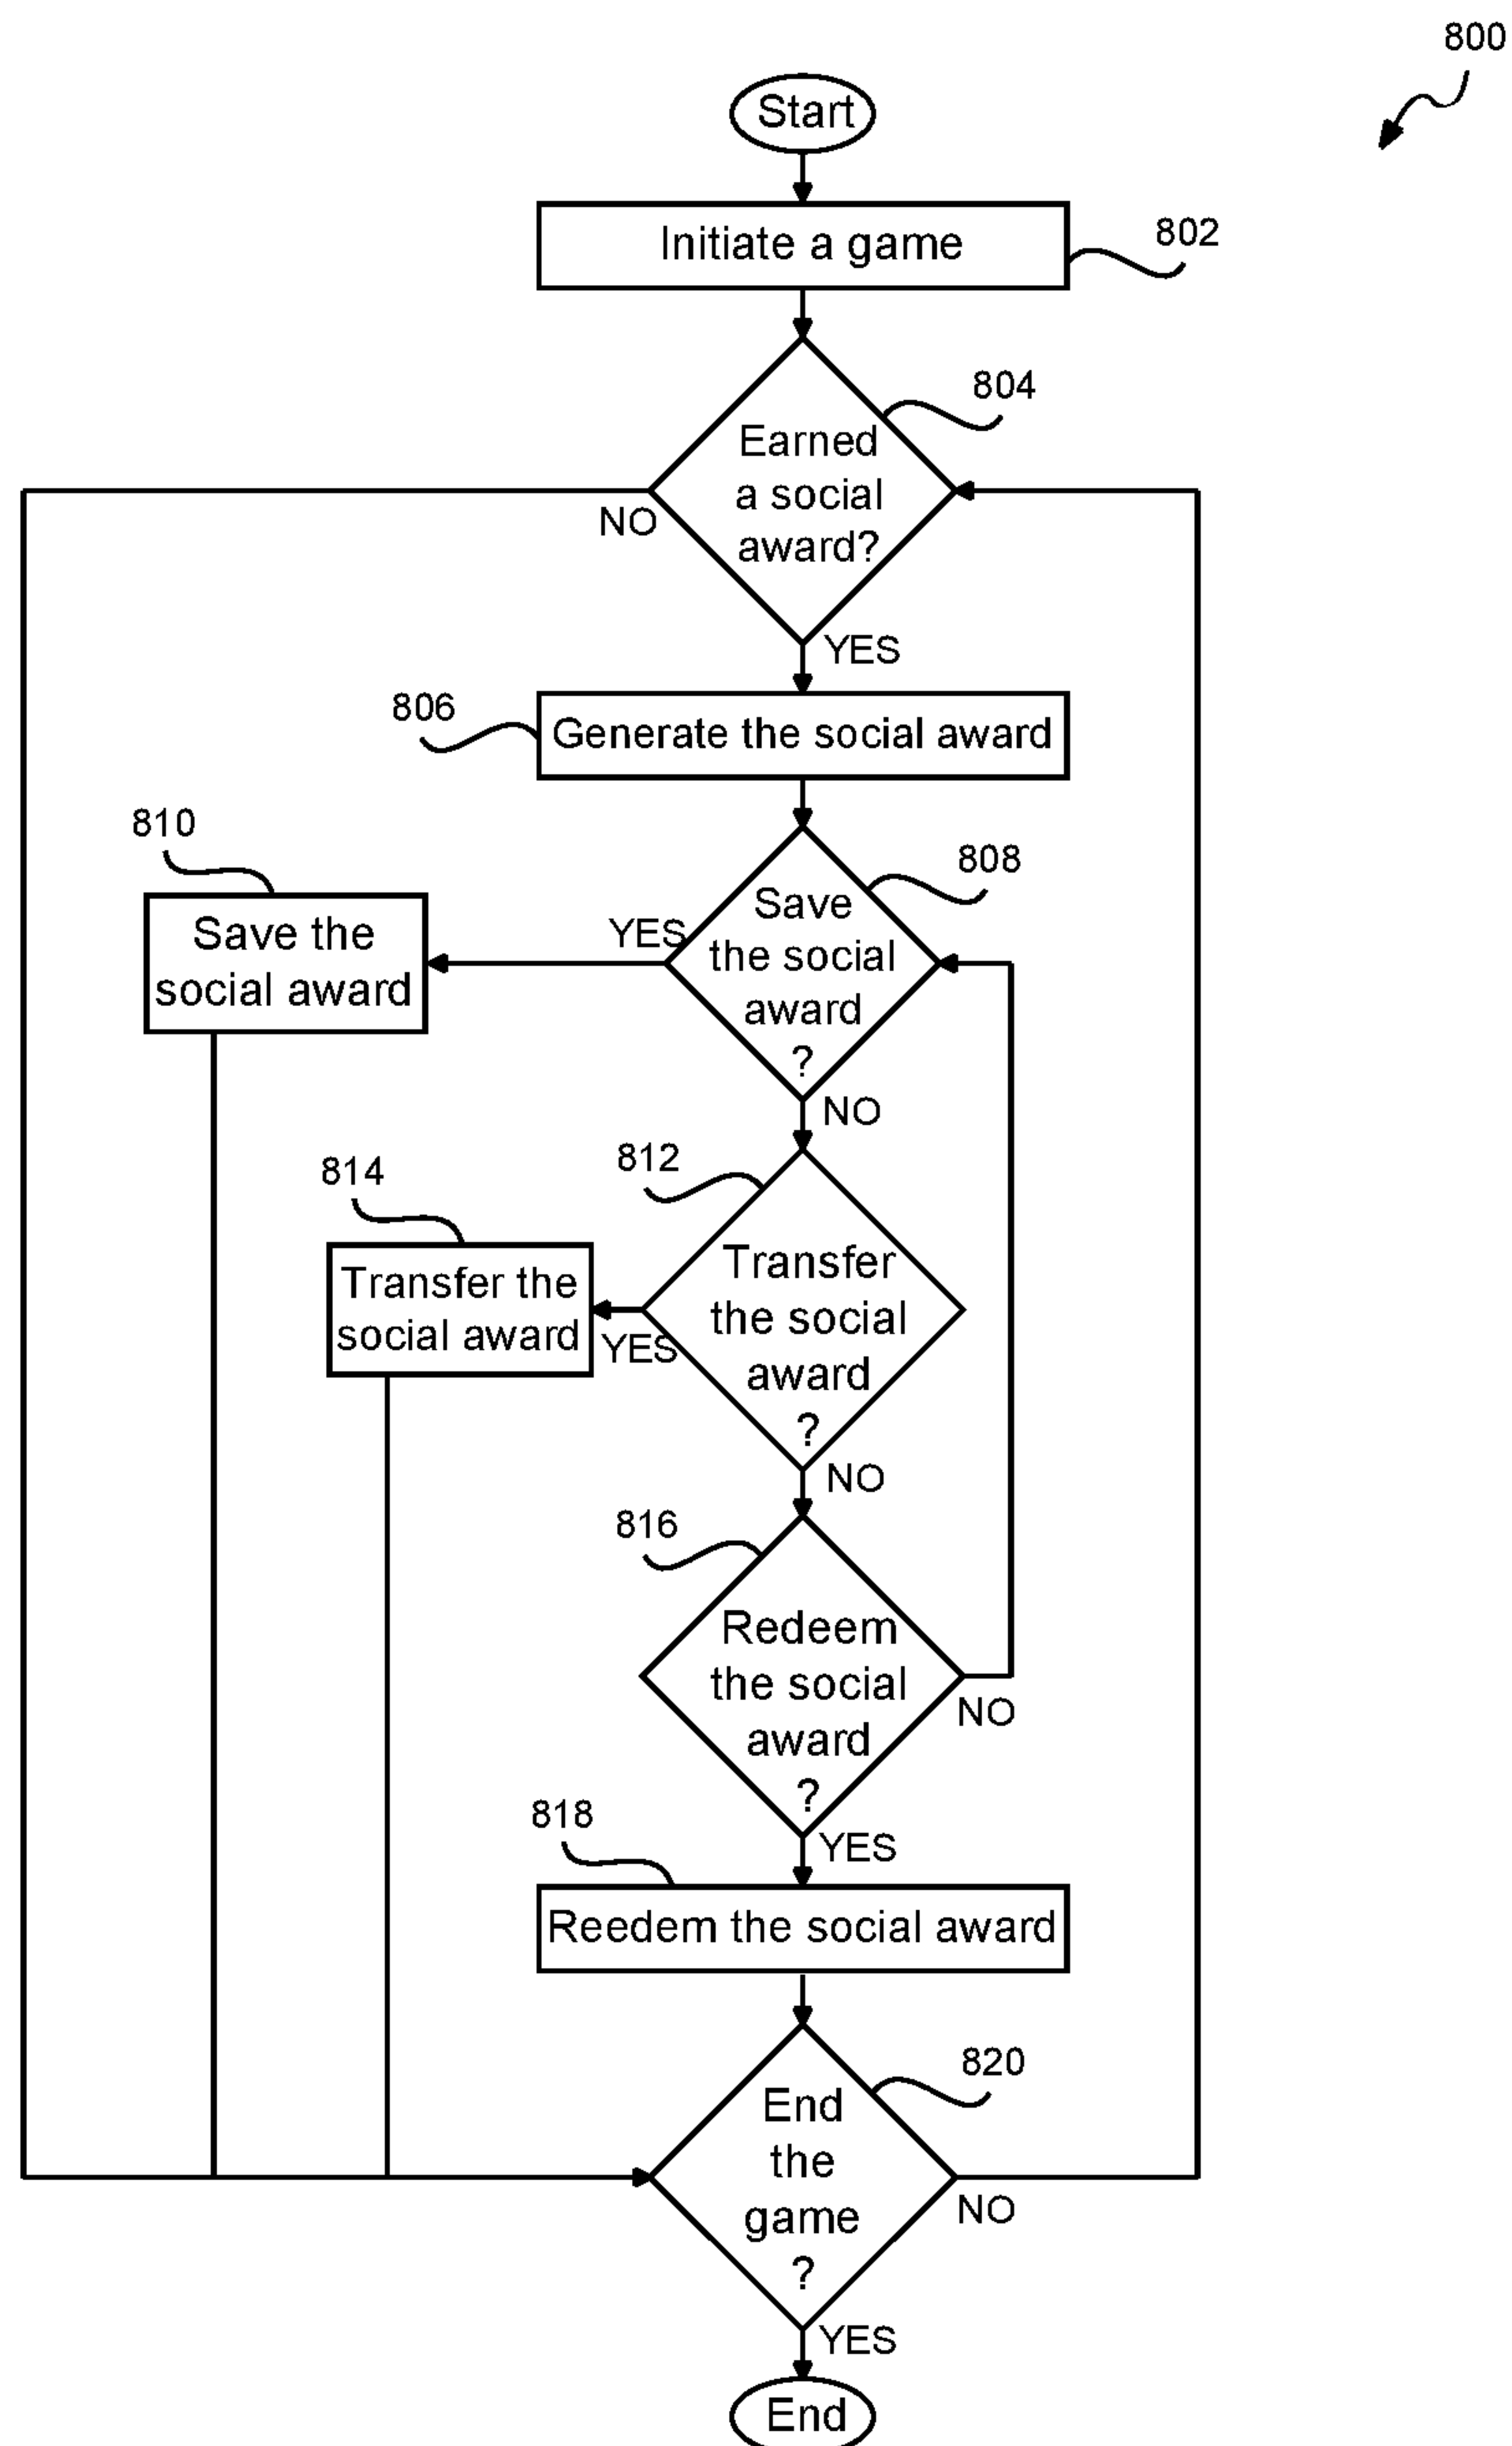 800
Start
Initiate a game
802
804
Earned
a social
award?
NO
YES
806
Generate the social award
810
808
Save the
social award
YES
Save
the social
award
?
NO
812
814
Transfer the
social award
YES
Transfer
the social
award
?
NO
816
Redeem
the social
award
?
NO
818
YES
Reedem the social award
820
End
the
game
?
NO
YES
End